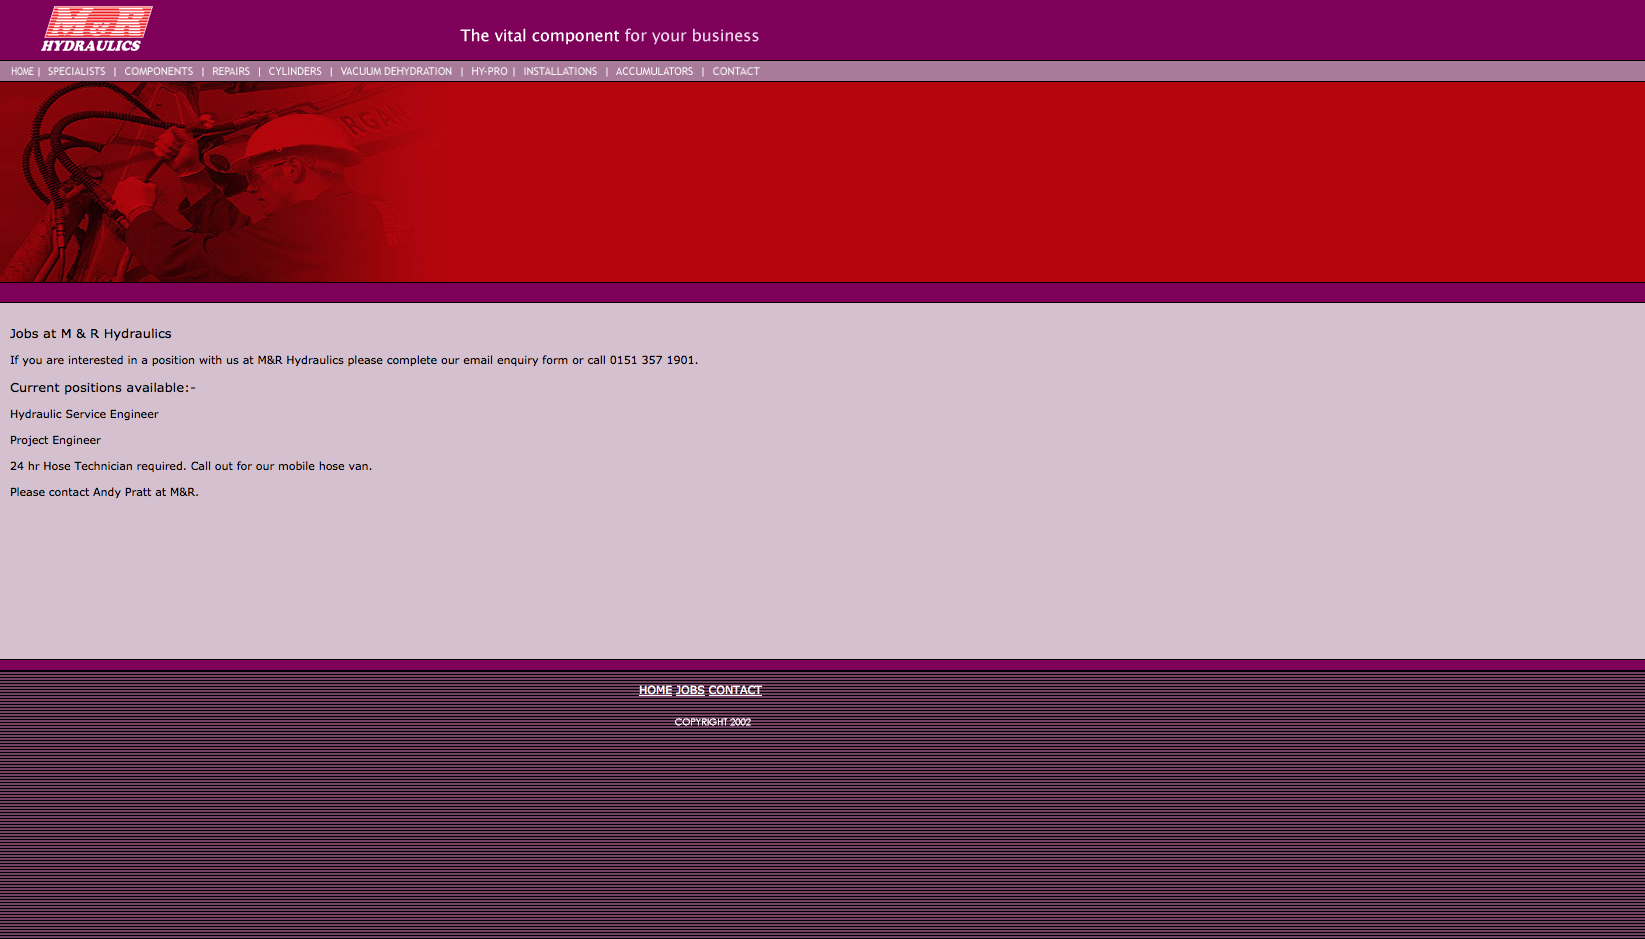 M&R
HYDRAULICS
The vital component for your business
HOME | SPECIALISTS | COMPONENTS | REPAIRS | CYLINDERS | VACUUM DEHYDRATION | HY-PRO | INSTALLATIONS | ACCUMULATORS | CONTACT
RGAN
Jobs at M & R Hydraulics
If you are interested in a position with us at M&R Hydraulics please complete our email enquiry form or call 0151 357 1901.
Current positions available:-
Hydraulic Service Engineer
Project Engineer
24 hr Hose Technician required. Call out for our mobile hose van.
Please contact Andy Pratt at M&R.
HOME JOBS CONTACT
COPYRIGHT 2002